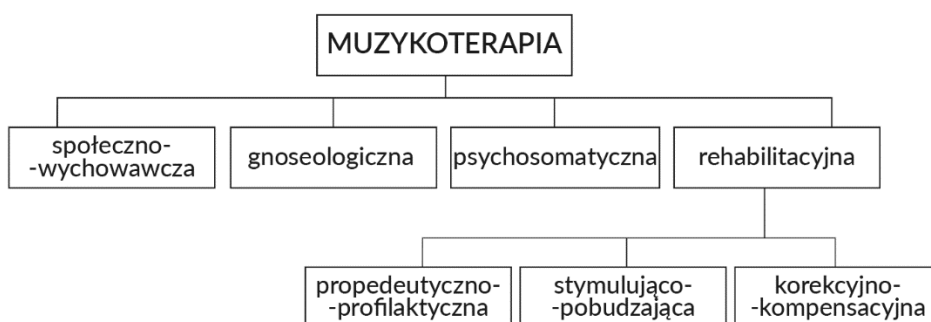 MUZYKOTERAPIA
społeczno-
-wychowawcza
gnoseologiczna
psychosomatyczna
rehabilitacyjna
propedeutyczno-
-profilaktyczna
stymulująco-
-pobudzająca
korekcyjno-
-kompensacyjna